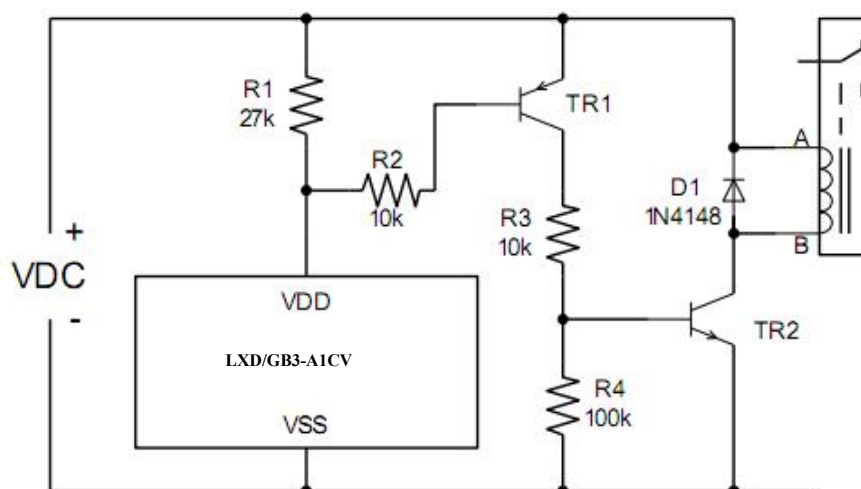 R1
27k
TR1
R2
10k
A
D1
1N4148
R3
10k
B
+
VDC
-
VDD
LXD/GB3-A1CV
TR2
R4
100k
VSS